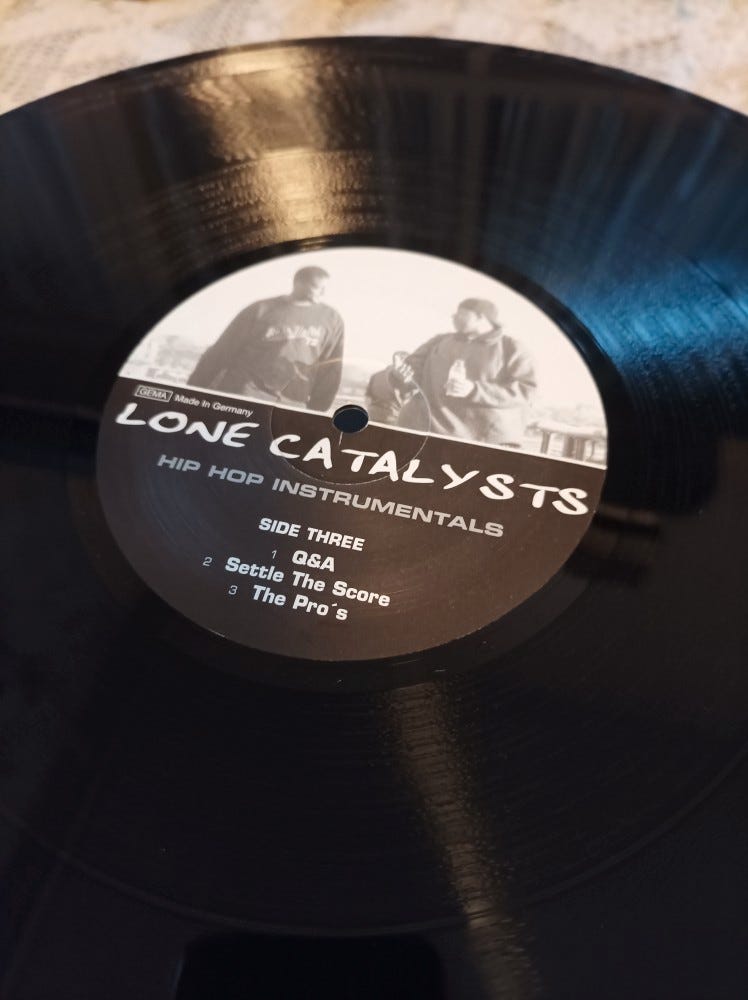 GEMA Made In Germany
LONE CATALYSTS
HIP HOP INSTRUMENTALS
SIDE THREE
1 Q&A
2 Settle The Score
3 The Pro´s